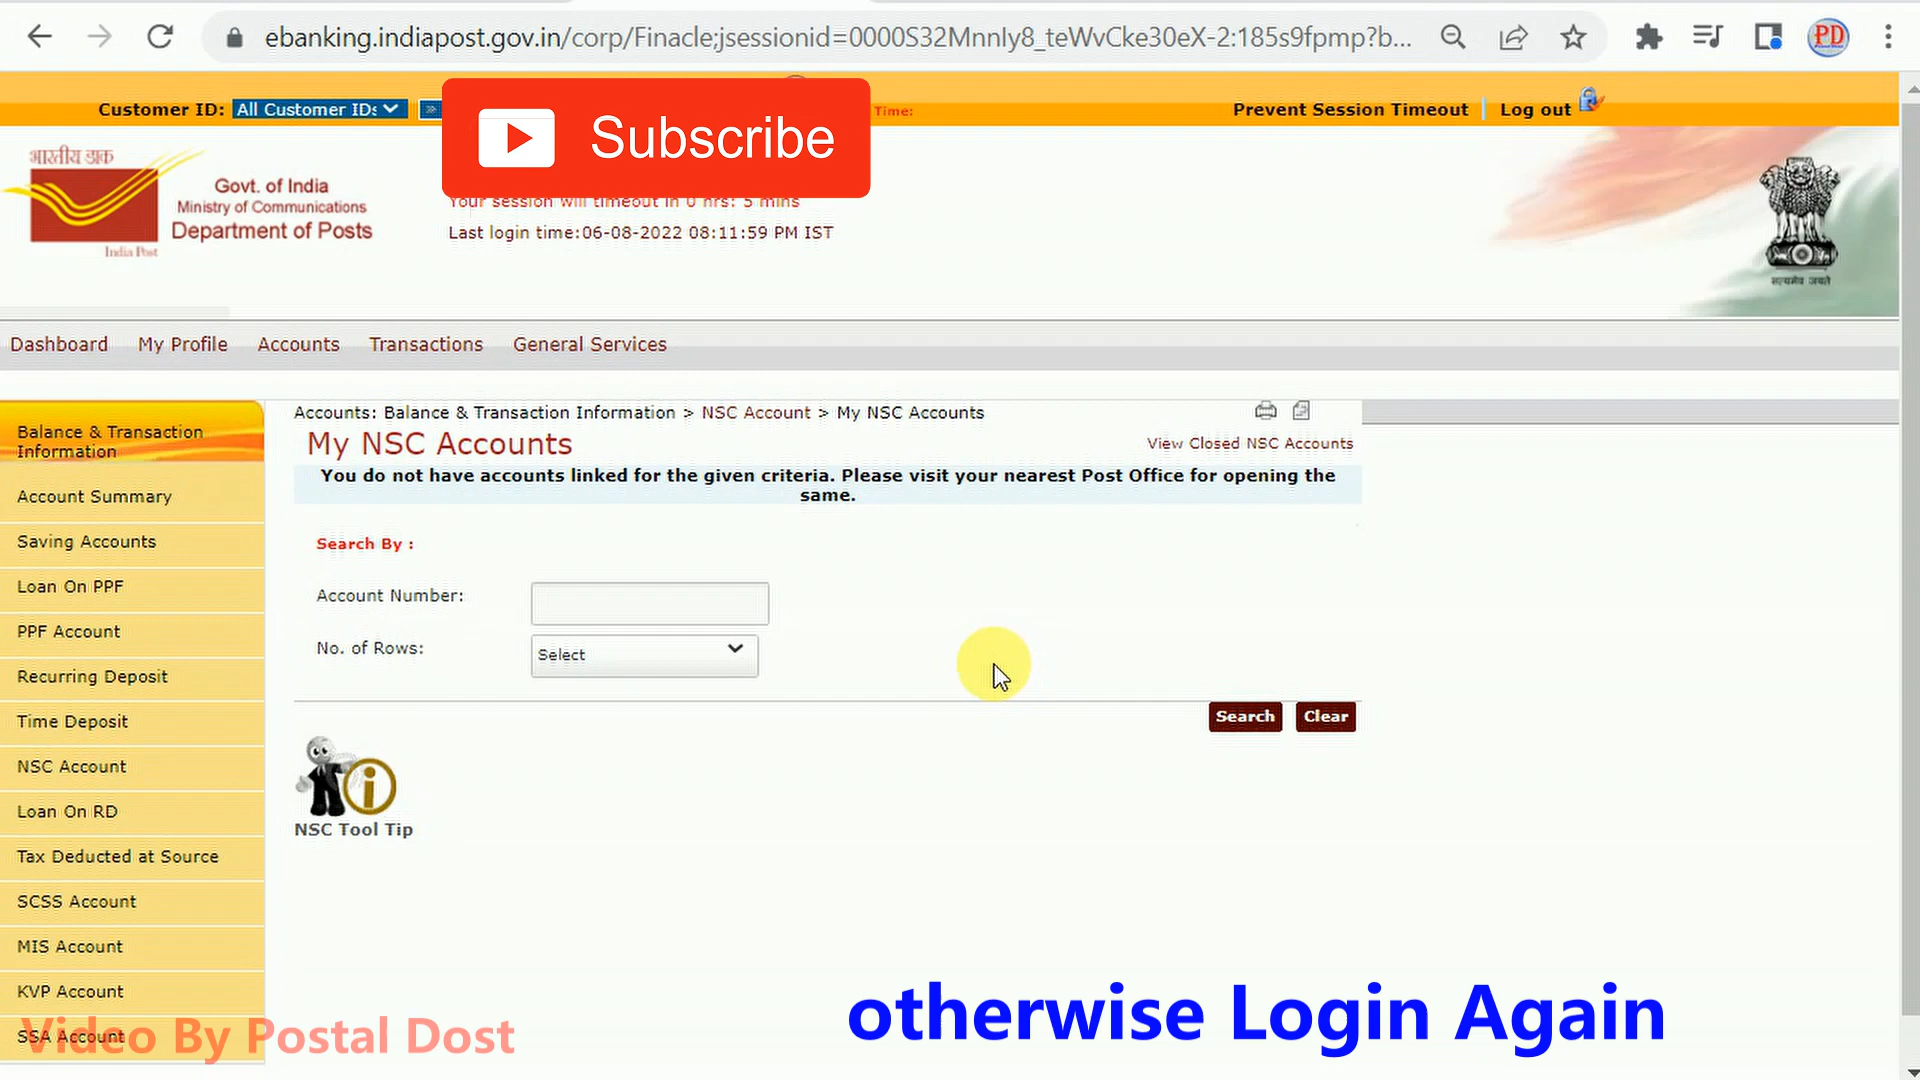 ebanking.indiapost.gov.in/corp/Finacle;jsessionid=0000S32MnnIy8_teWvCke30eX-2:185s9fpmp?b...
PD
Customer ID: All Customer IDs
Time:
Prevent Session Timeout Log out
Subscribe
भारतीय डाक
Govt. of India
Ministry of Communications
Department of Posts
India Post
Your session will timeout in 0 hrs: 5 mins
Last login time:06-08-2022 08:11:59 PM IST
सत्यमेव जयते
Dashboard My Profile Accounts Transactions General Services
Balance & Transaction
Information
Account Summary
Saving Accounts
Loan On PPF
PPF Account
Recurring Deposit
Time Deposit
NSC Account
Loan On RD
Tax Deducted at Source
SCSS Account
MIS Account
KVP Account
SSA Account
Accounts: Balance & Transaction Information > NSC Account > My NSC Accounts
My NSC Accounts
View Closed NSC Accounts
You do not have accounts linked for the given criteria. Please visit your nearest Post Office for opening the
same.
Search By :
Account Number:
No. of Rows: Select
Search Clear
NSC Tool Tip
otherwise Login Again
Video By Postal Dost